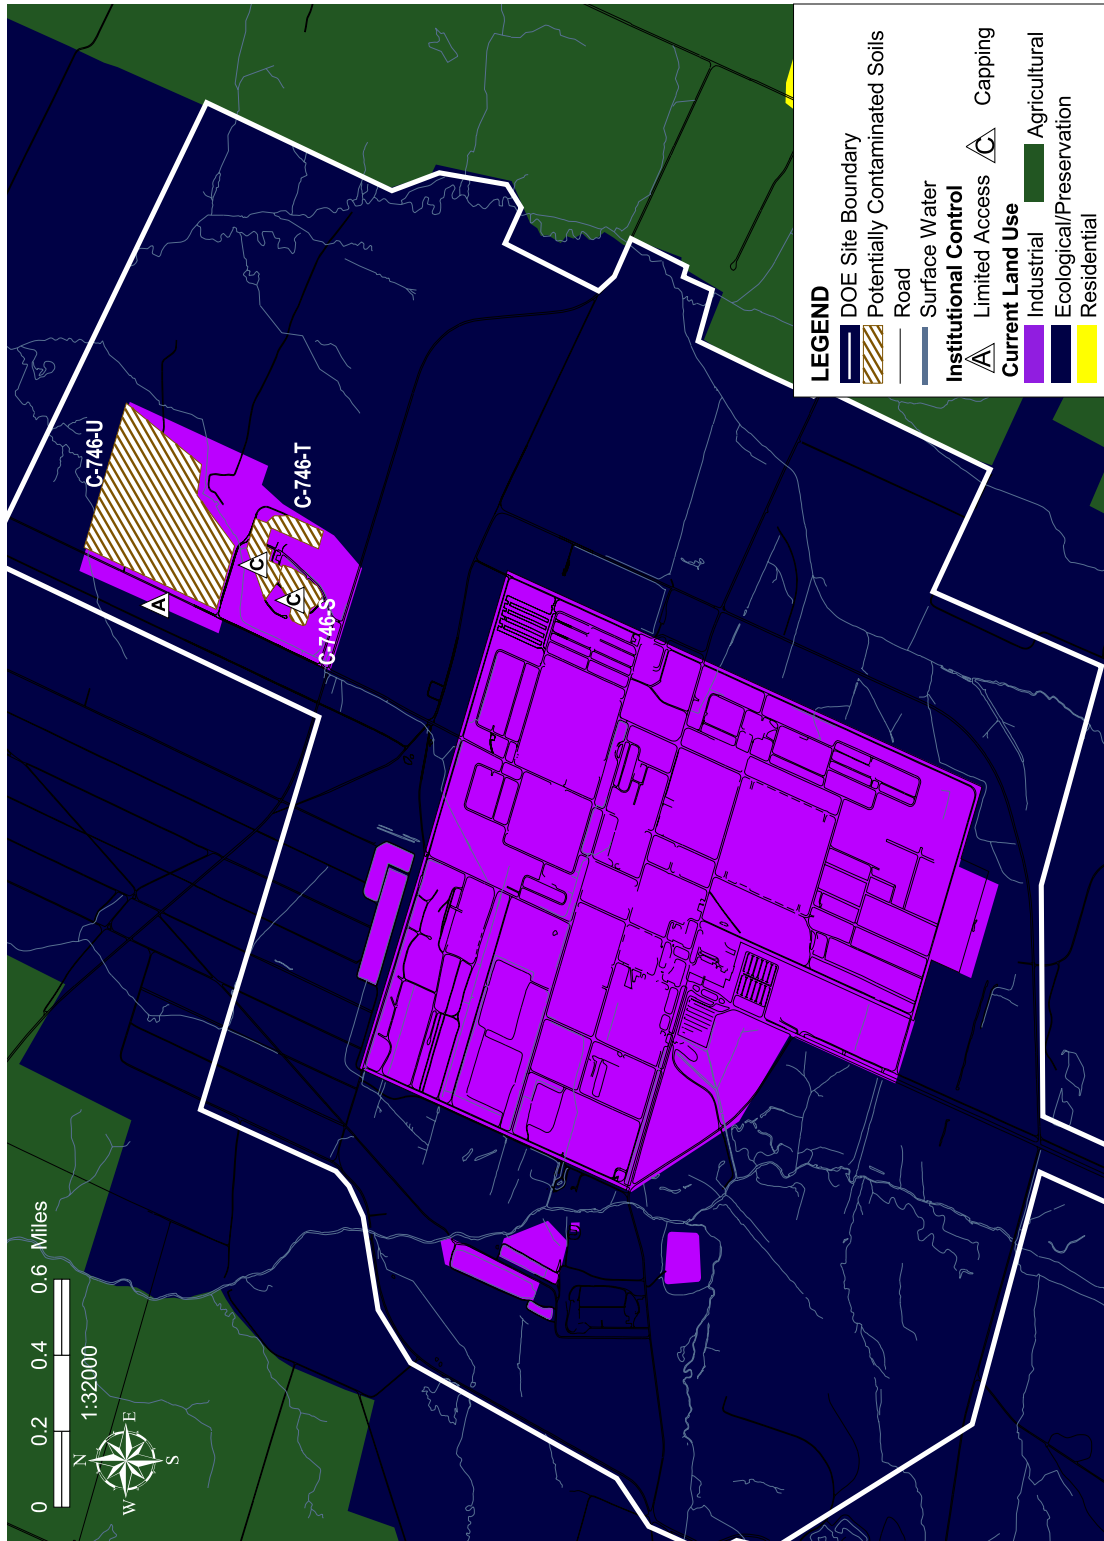 C-746-U
C-746-T
C-746-S
A
C
C
0 0.2 0.4 0.6 Miles
1:32000
N
E
S
W
LEGEND
DOE Site Boundary
Potentially Contaminated Soils
Road
Surface Water
Institutional Control
A Limited Access C Capping
Current Land Use
Industrial Agricultural
Ecological/Preservation
Residential